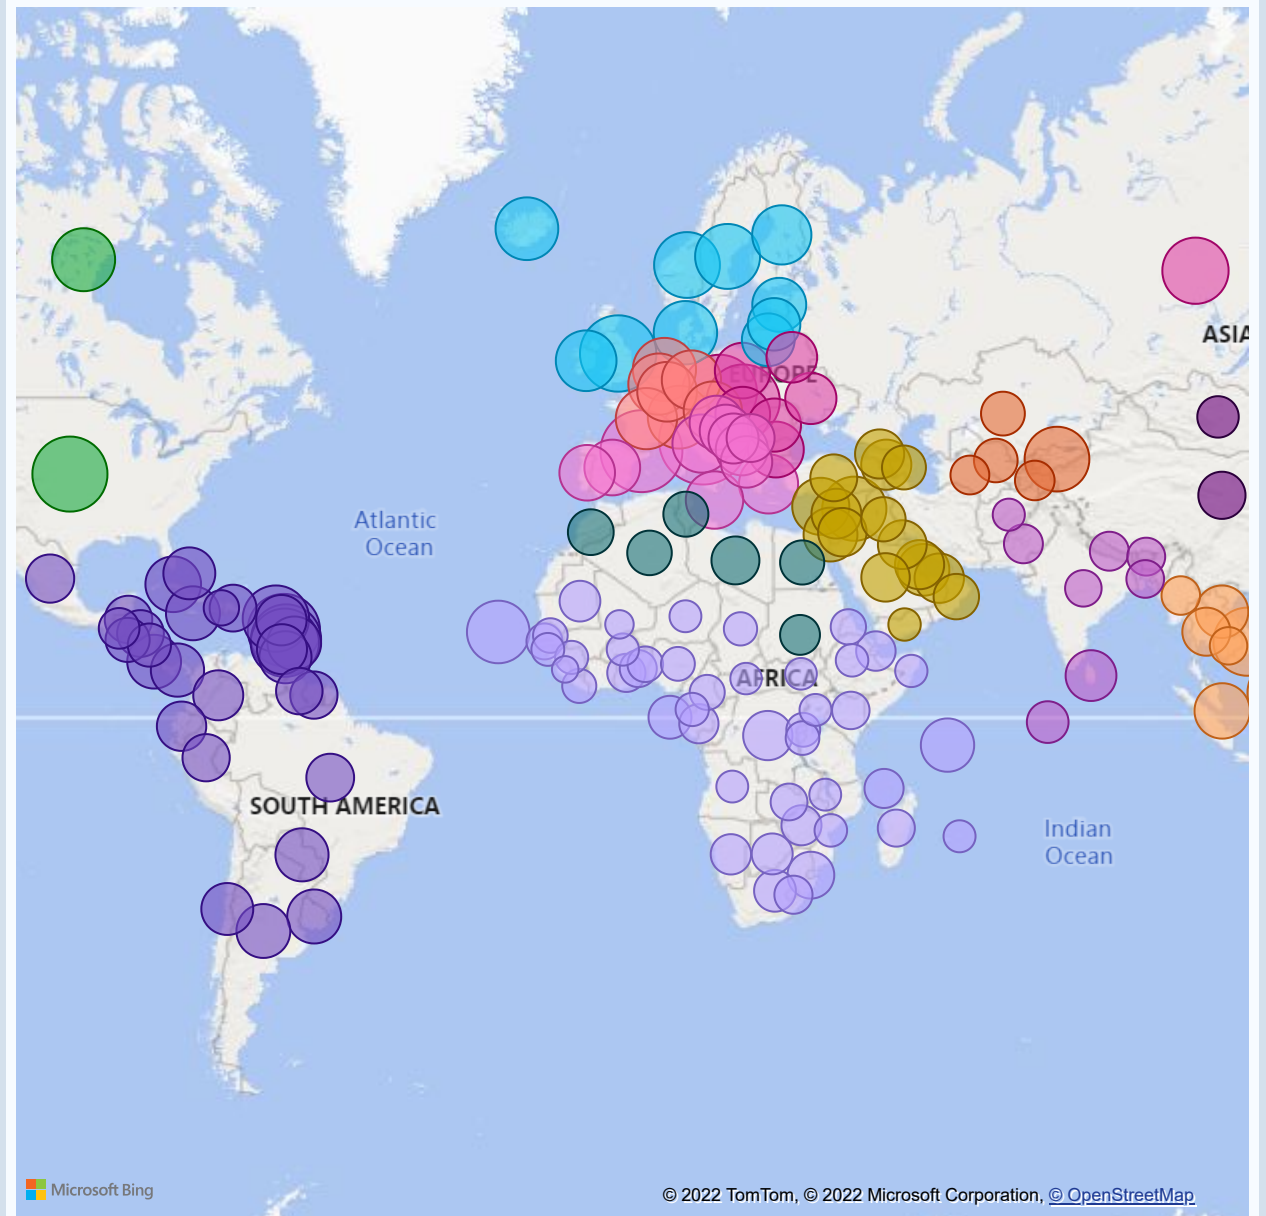 ASIA
EUROPE
Atlantic
Ocean
AFRICA
SOUTH AMERICA
Indian
Ocean
Microsoft Bing
© 2022 TomTom, © 2022 Microsoft Corporation, © OpenStreetMap